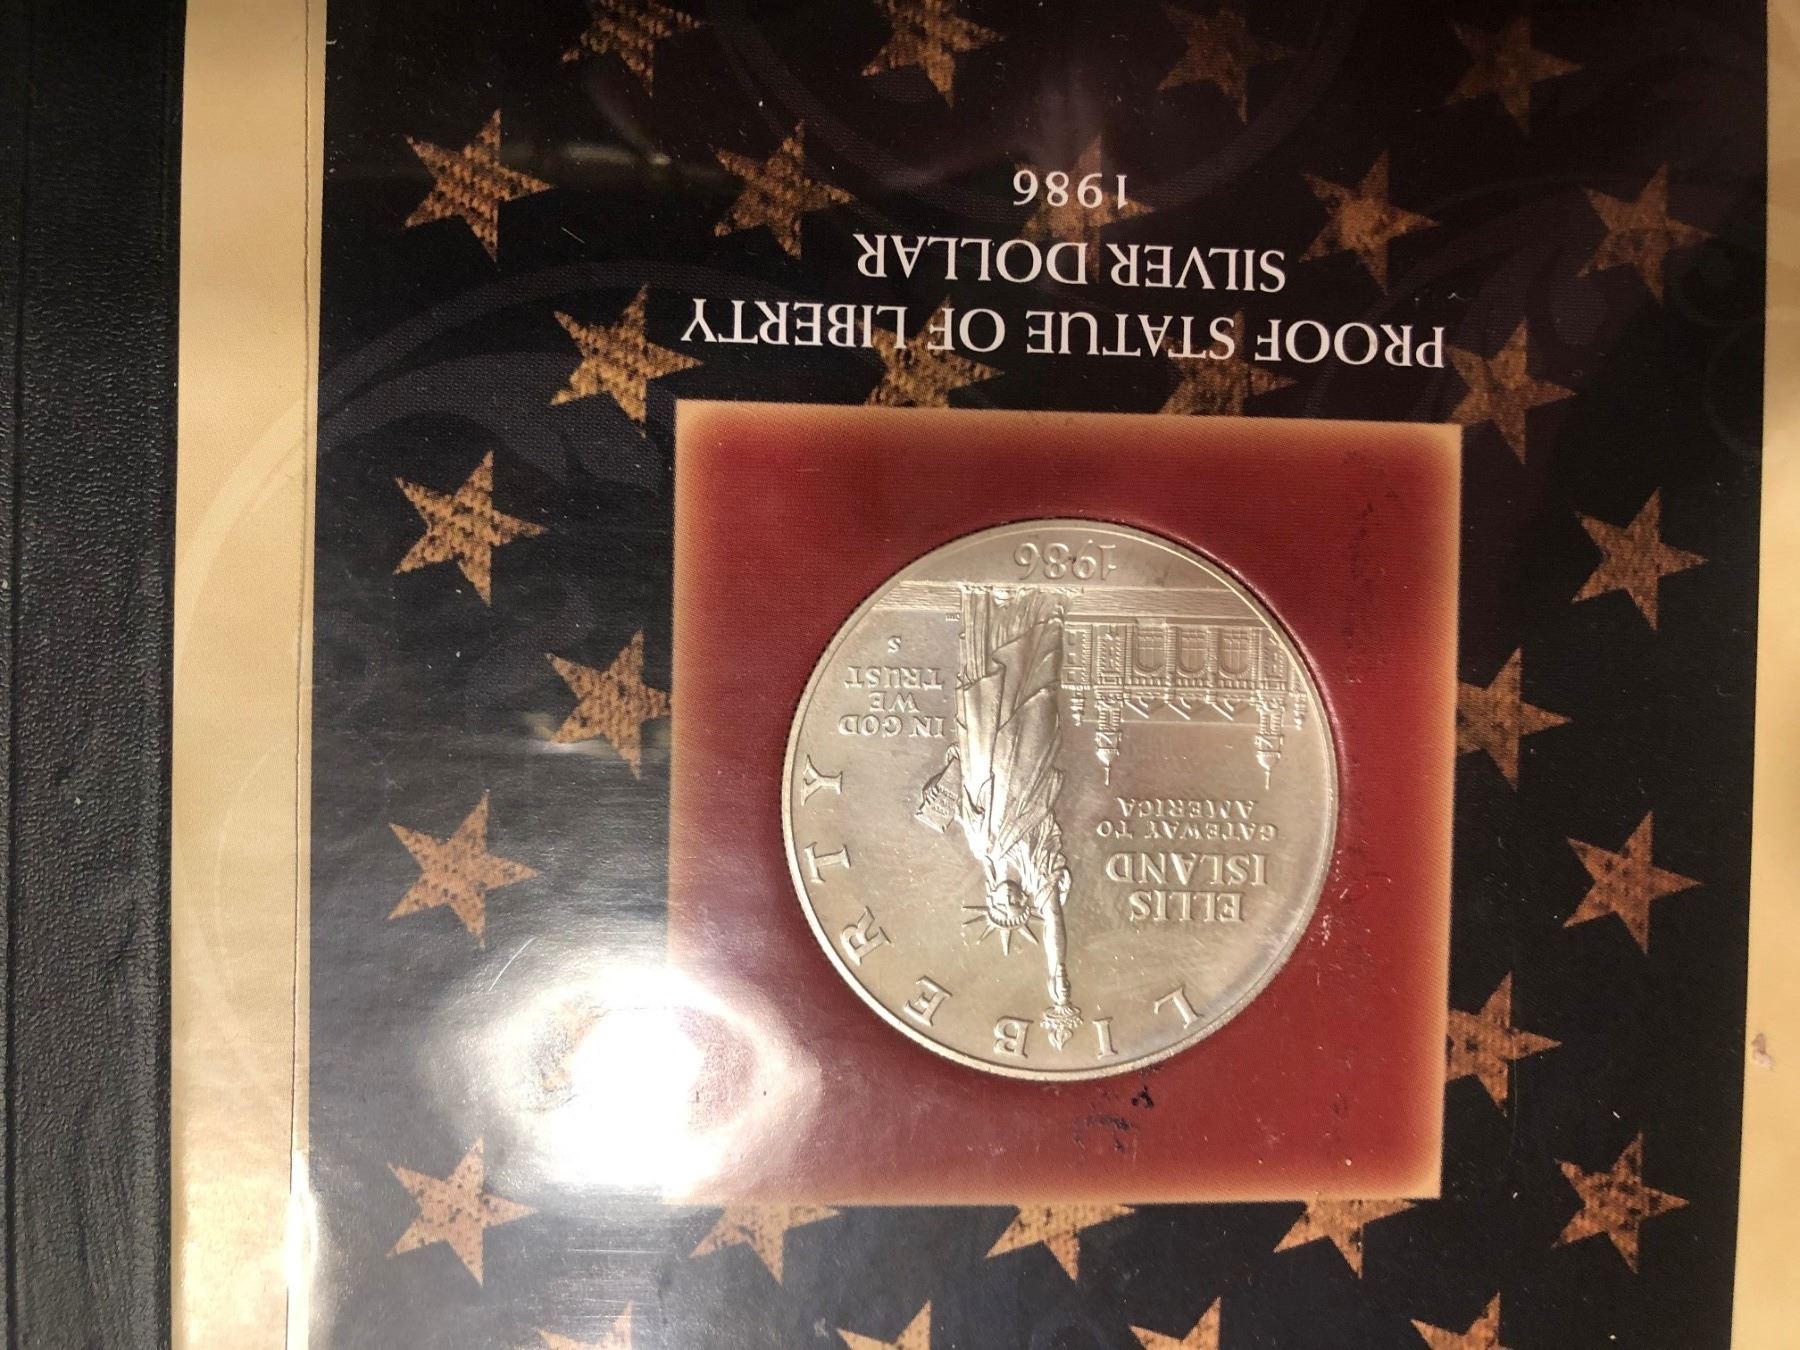 PROOF STATUE OF LIBERTY
SILVER DOLLAR
1986
LIBERTY
ELLIS
ISLAND
GATEWAY TO
AMERICA
IN GOD
WE
TRUST
S
1986